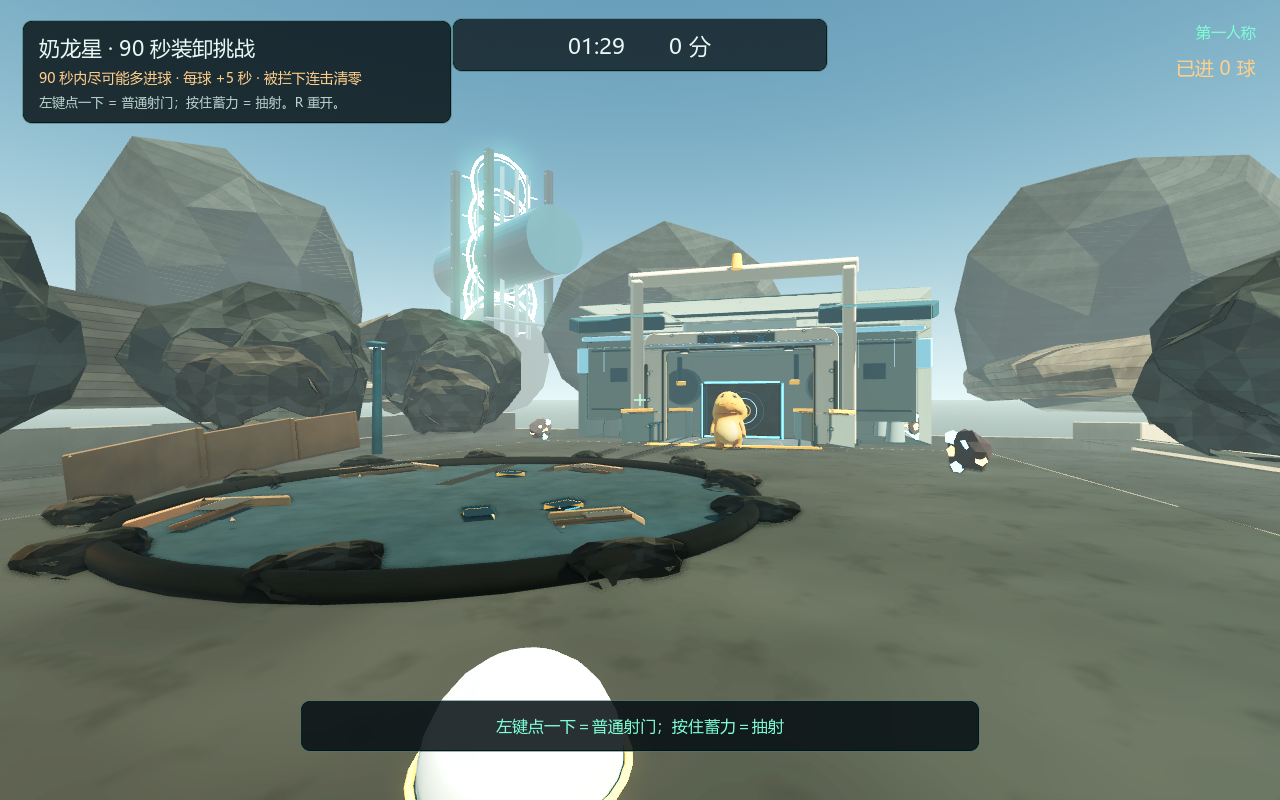 奶龙星 · 90 秒装卸挑战
90 秒内尽可能多进球 · 每球 +5 秒 · 被拦下连击清零
左键点一下 = 普通射门；按住蓄力 = 抽射。R 重开。
01:29 0 分
第一人称
已进 0 球
左键点一下 = 普通射门；按住蓄力 = 抽射